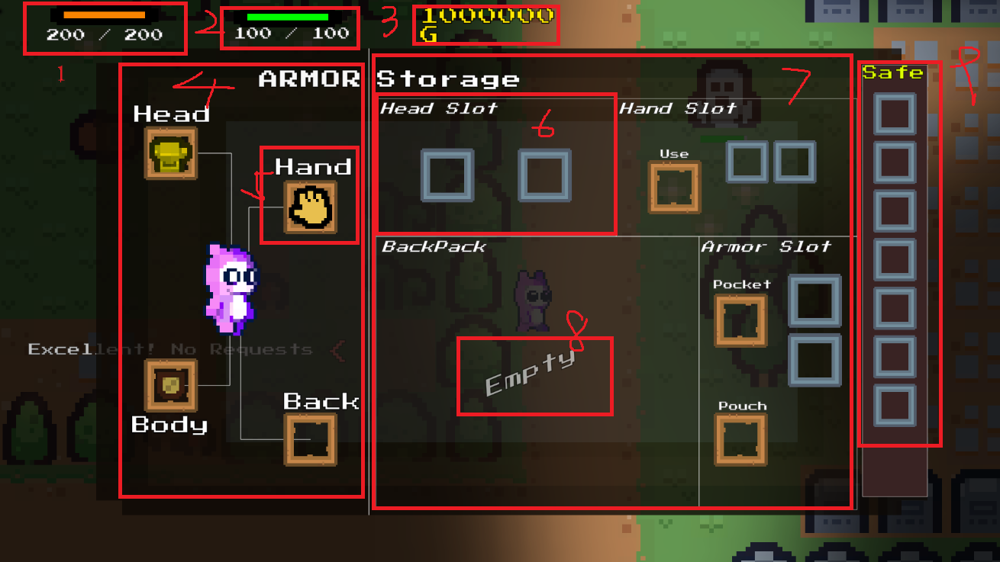 200 / 200
2
100 / 100
3
1000000
G
1
4
ARMOR
Storage
7
Safe
9
Head
Head Slot
6
Hand Slot
Hand
5
Use
BackPack
Armor Slot
Pocket
8
Excellent! No Requests
Empty
Back
Pouch
Body